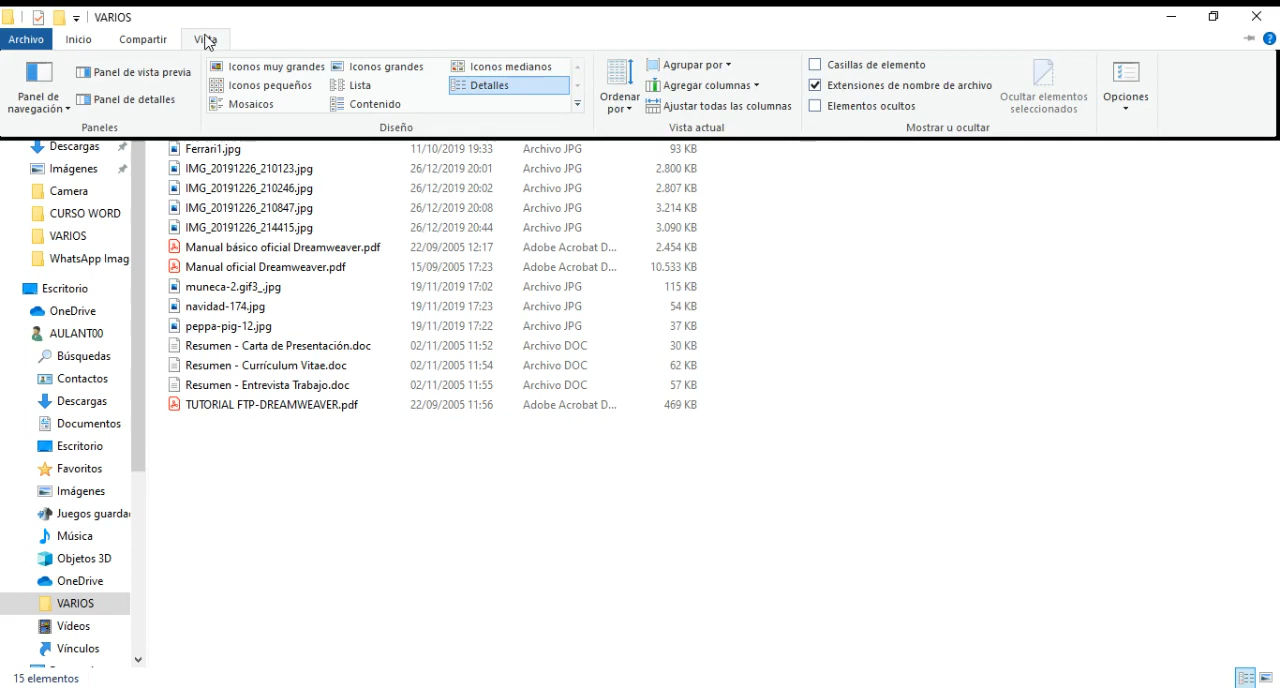 VARIOS
Archivo Inicio Compartir Vista
Panel de navegación
Panel de vista previa
Panel de detalles
Paneles
Iconos muy grandes Iconos grandes Iconos medianos
Iconos pequeños Lista Detalles
Mosaicos Contenido
Diseño
Ordenar por
Agrupar por
Agregar columnas
Ajustar todas las columnas
Vista actual
Casillas de elemento
Extensiones de nombre de archivo
Elementos ocultos
Ocultar elementos seleccionados
Mostrar u ocultar
Opciones
Descargas
Imágenes
Camera
CURSO WORD
VARIOS
WhatsApp Imag
Escritorio
OneDrive
AULANT00
Búsquedas
Contactos
Descargas
Documentos
Escritorio
Favoritos
Imágenes
Juegos guarda
Música
Objetos 3D
OneDrive
VARIOS
Vídeos
Vínculos
Ferrari1.jpg 11/10/2019 19:33 Archivo JPG 93 KB
IMG_20191226_210123.jpg 26/12/2019 20:01 Archivo JPG 2.800 KB
IMG_20191226_210246.jpg 26/12/2019 20:02 Archivo JPG 2.807 KB
IMG_20191226_210847.jpg 26/12/2019 20:08 Archivo JPG 3.214 KB
IMG_20191226_214415.jpg 26/12/2019 20:44 Archivo JPG 3.090 KB
Manual básico oficial Dreamweaver.pdf 22/09/2005 12:17 Adobe Acrobat D... 2.454 KB
Manual oficial Dreamweaver.pdf 15/09/2005 17:23 Adobe Acrobat D... 10.533 KB
muneca-2.gif3_.jpg 19/11/2019 17:02 Archivo JPG 115 KB
navidad-174.jpg 19/11/2019 17:23 Archivo JPG 54 KB
peppa-pig-12.jpg 19/11/2019 17:22 Archivo JPG 37 KB
Resumen - Carta de Presentación.doc 02/11/2005 11:52 Archivo DOC 30 KB
Resumen - Currículum Vitae.doc 02/11/2005 11:54 Archivo DOC 62 KB
Resumen - Entrevista Trabajo.doc 02/11/2005 11:55 Archivo DOC 57 KB
TUTORIAL FTP-DREAMWEAVER.pdf 22/09/2005 11:56 Adobe Acrobat D... 469 KB
15 elementos